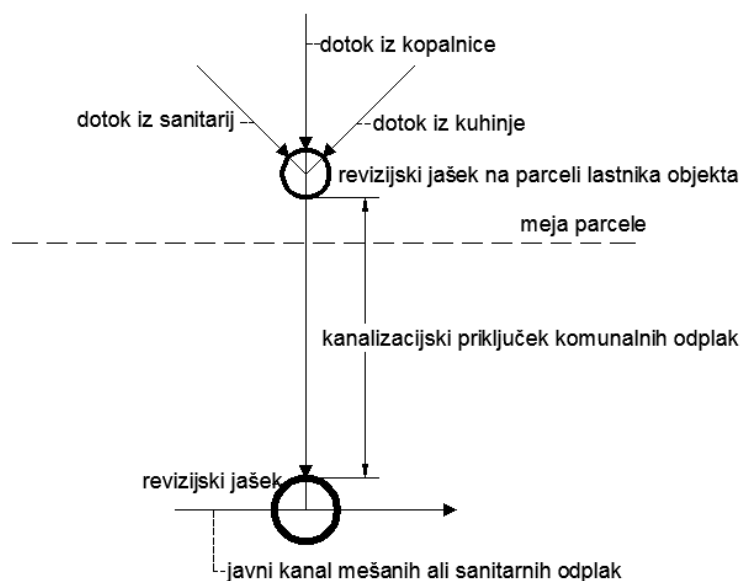 dotok iz kopalnice
dotok iz sanitarij
dotok iz kuhinje
revizijski jašek na parceli lastnika objekta
meja parcele
kanalizacijski priključek komunalnih odplak
revizijski jašek
javni kanal mešanih ali sanitarnih odplak